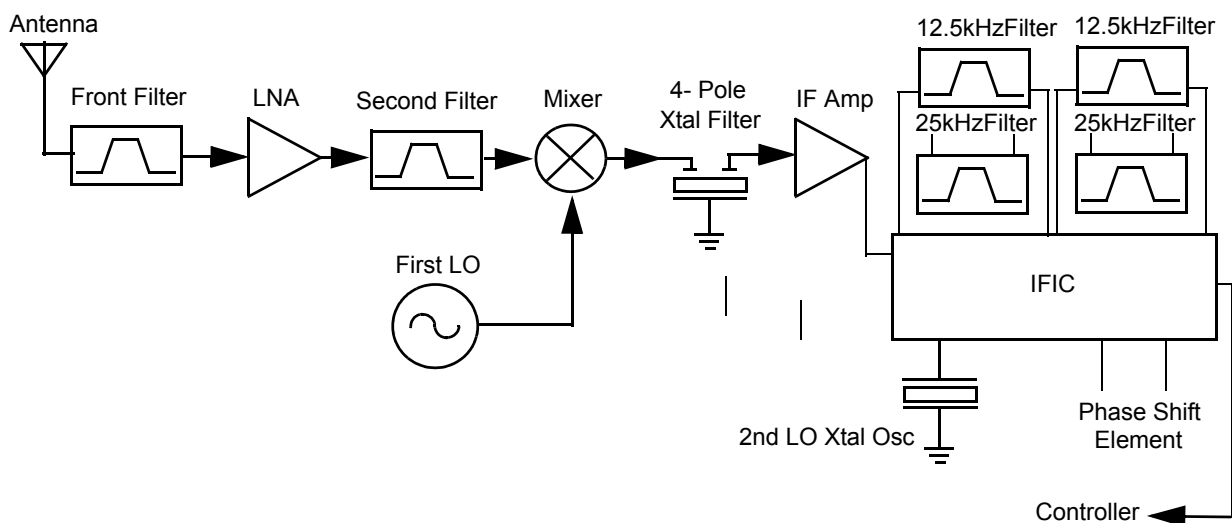 Antenna
12.5kHzFilter
12.5kHzFilter
Front Filter
LNA
Second Filter
Mixer
4- Pole
Xtal Filter
IF Amp
25kHzFilter
25kHzFilter
First LO
IFIC
2nd LO Xtal Osc
Phase Shift
Element
Controller